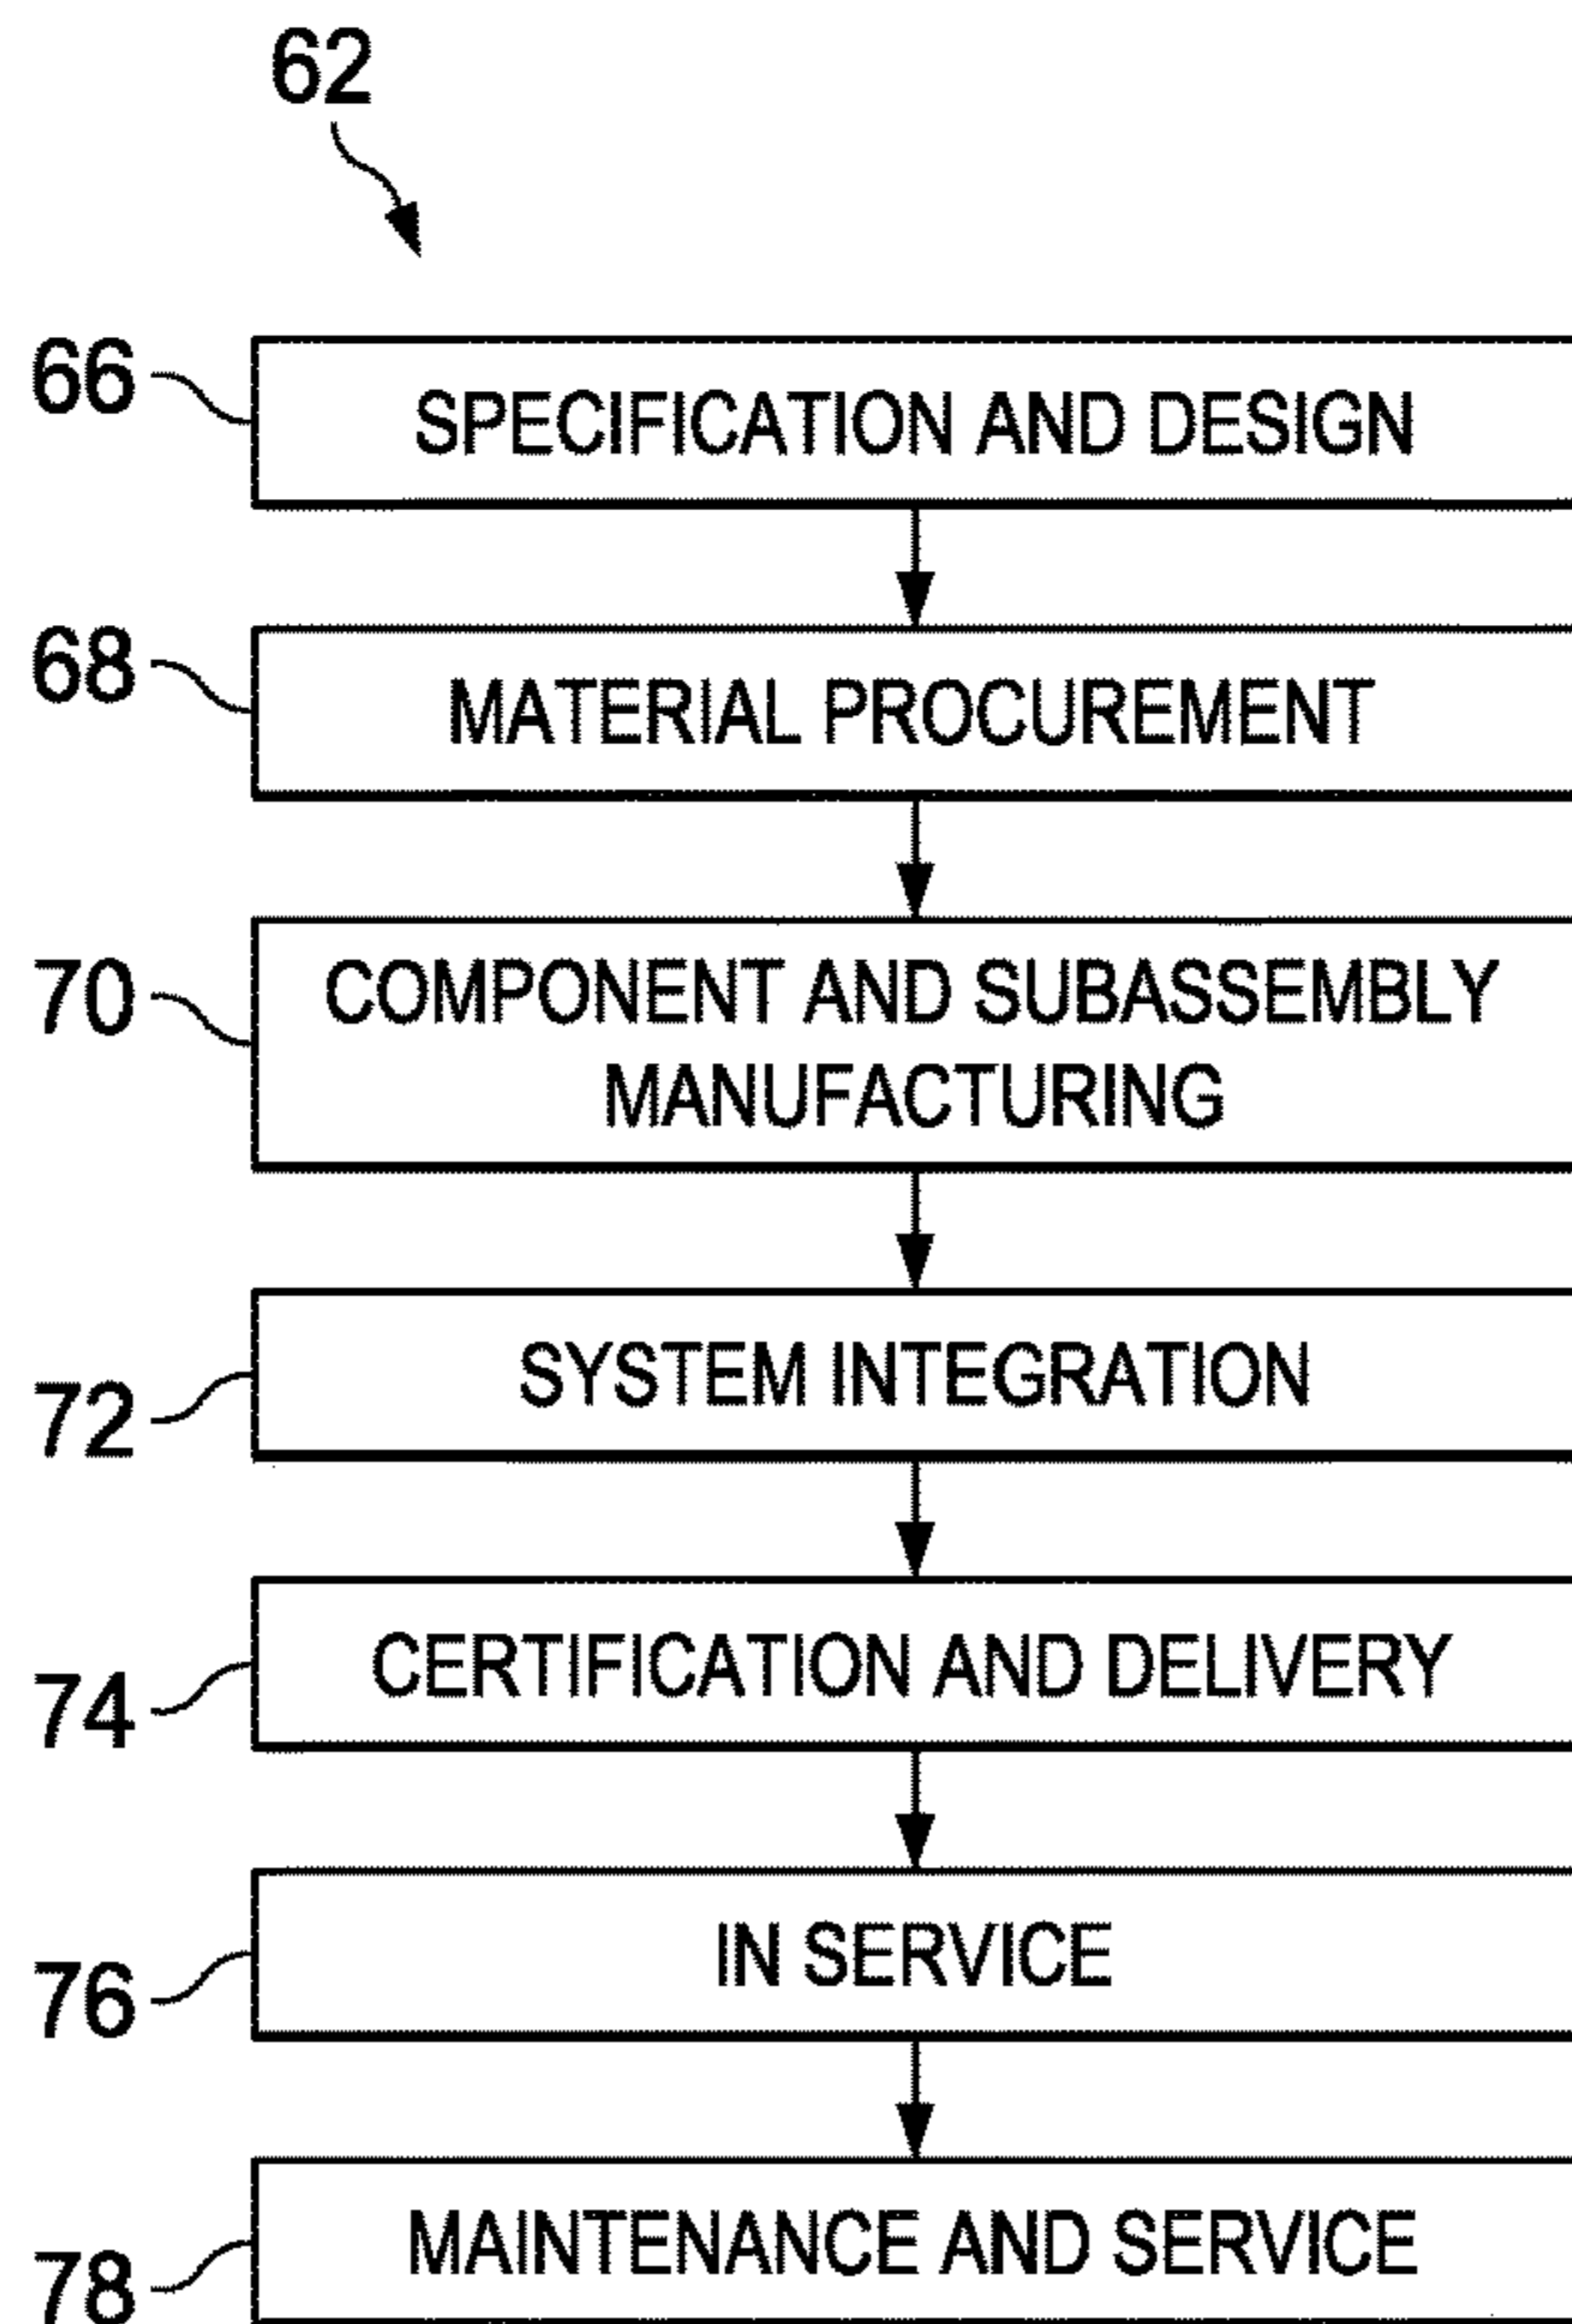 62
66
SPECIFICATION AND DESIGN
68
MATERIAL PROCUREMENT
70
COMPONENT AND SUBASSEMBLY
MANUFACTURING
SYSTEM INTEGRATION
72
CERTIFICATION AND DELIVERY
74
IN SERVICE
76
MAINTENANCE AND SERVICE
78